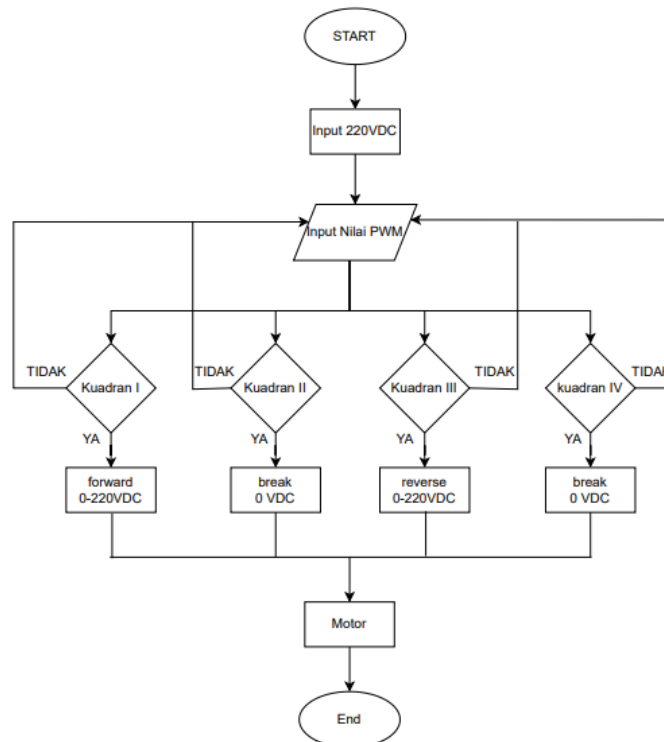 START
Input 220VDC
Input Nilai PWM
TIDAK
Kuadran I
TIDAK
Kuadran II
Kuadran III
TIDAK
kuadran IV
TIDAK
YA
YA
YA
YA
forward
0-220VDC
break
0 VDC
reverse
0-220VDC
break
0 VDC
Motor
End